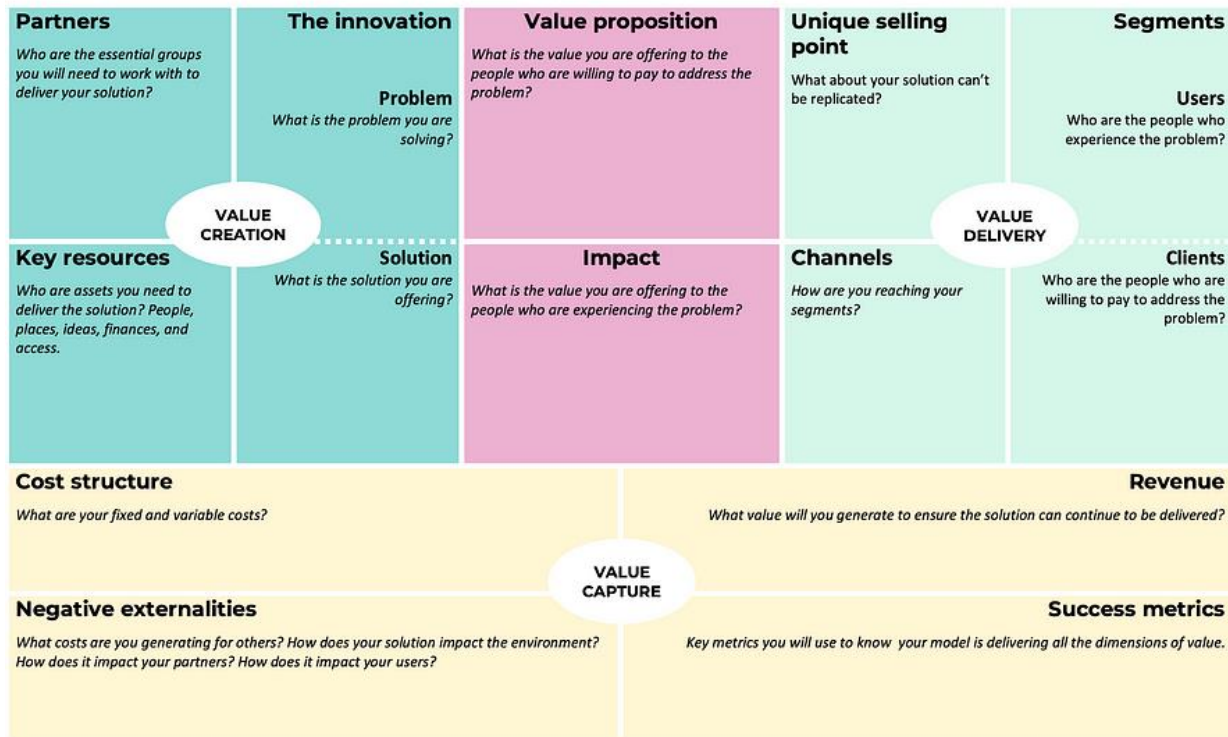 Partners
Who are the essential groups
you will need to work with to
deliver your solution?
The innovation
Problem
What is the problem you are
solving?
Value proposition
What is the value you are offering to the
people who are willing to pay to address the
problem?
Unique selling
point
What about your solution can't
be replicated?
Segments
Users
Who are the people who
experience the problem?
VALUE
CREATION
VALUE
DELIVERY
Key resources
Who are assets you need to
deliver the solution? People,
places, ideas, finances, and
access.
Solution
What is the solution you are
offering?
Impact
What is the value you are offering to the
people who are experiencing the problem?
Channels
How are you reaching your
segments?
Clients
Who are the people who are
willing to pay to address the
problem?
Cost structure
What are your fixed and variable costs?
Revenue
What value will you generate to ensure the solution can continue to be delivered?
VALUE
CAPTURE
Negative externalities
What costs are you generating for others? How does your solution impact the environment?
How does it impact your partners? How does it impact your users?
Success metrics
Key metrics you will use to know your model is delivering all the dimensions of value.